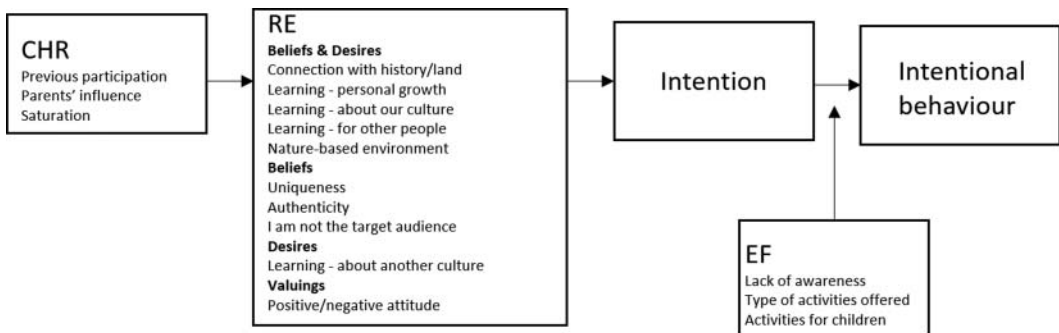 CHR
Previous participation
Parents' influence
Saturation
RE
Beliefs & Desires
Connection with history/land
Learning - personal growth
Learning - about our culture
Learning - for other people
Nature-based environment
Beliefs
Uniqueness
Authenticity
I am not the target audience
Desires
Learning - about another culture
Valuings
Positive/negative attitude
Intention
Intentional
behaviour
EF
Lack of awareness
Type of activities offered
Activities for children